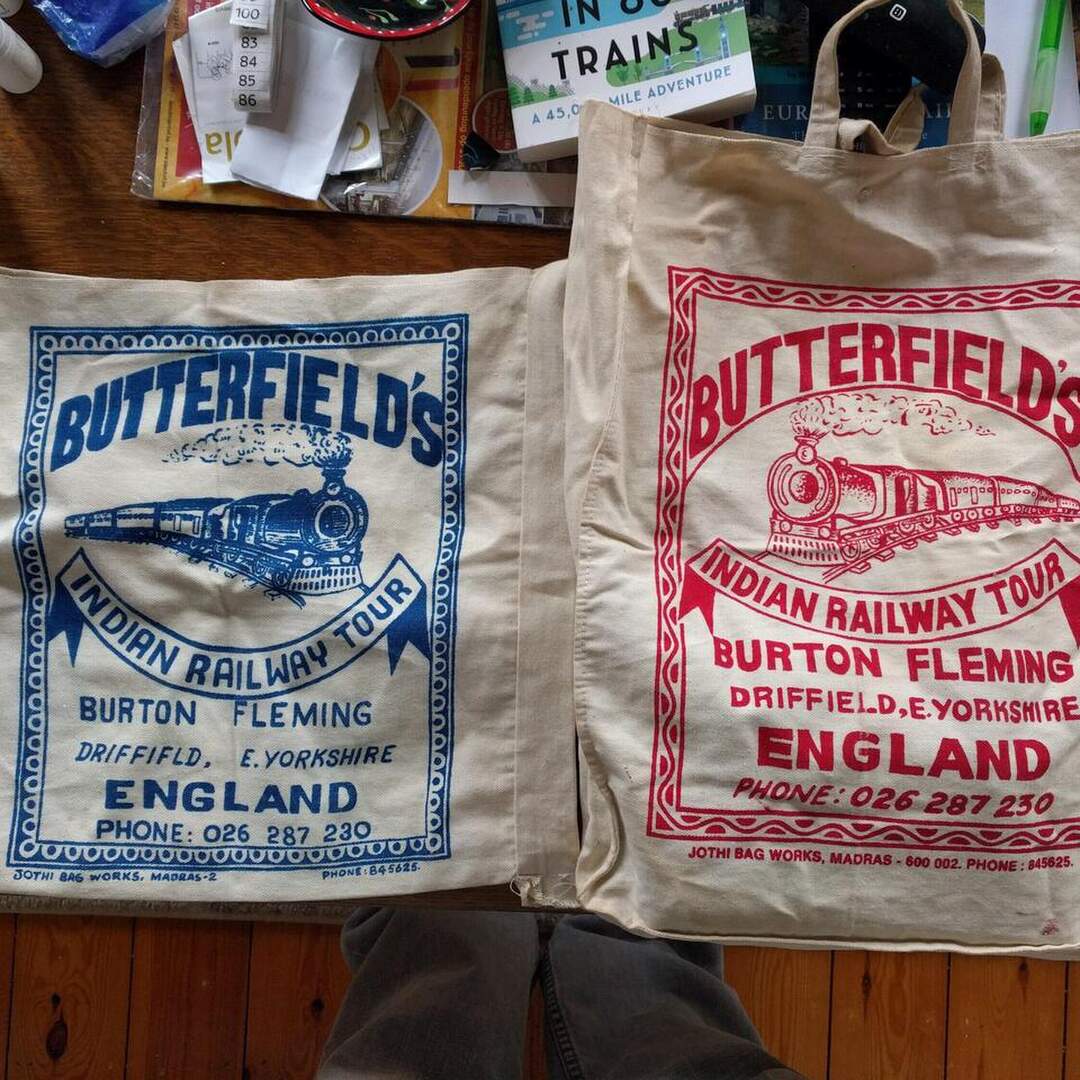 100
83
84
85
86
TRAINS
A 45,0 MILE ADVENTURE
EUR
BUTTERFIELD'S
INDIAN RAILWAY TOUR
BURTON FLEMING
DRIFFIFLD, E.YORKSHIRE
ENGLAND
PHONE: 026 287 230
JOTHI BAG WORKS, MADRAS-2 PHONE: 845625.
BUTTERFIELD'S
INDIAN RAILWAY TOUR
BURTON FLEMING
DRIFFIELD, E.YORKSHIRE
ENGLAND
PHONE: 026 287 230
JOTHI BAG WORKS, MADRAS - 600 002. PHONE : 845625.